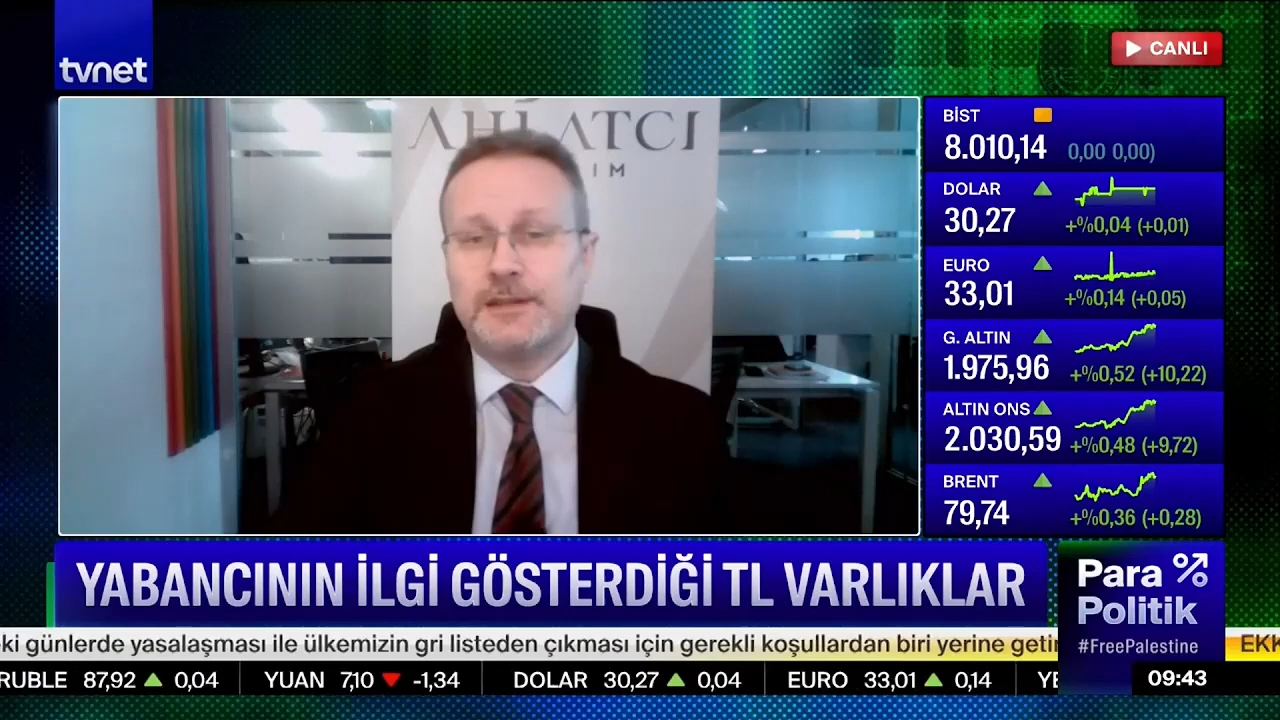 tvnet
CANLI
AHLATCI
IM
BİST
8.010,14 0,00 0,00)
DOLAR
30,27 +%0,04 (+0,01)
EURO
33,01 +%0,14 (+0,05)
G. ALTIN
1.975,96 +%0,52 (+10,22)
ALTIN ONS
2.030,59 +%0,48 (+9,72)
BRENT
79,74 +%0,36 (+0,28)
YABANCININ İLGİ GÖSTERDİĞİ TL VARLIKLAR
Para
Politik
#FreePalestine
ki günlerde yasalaşması ile ülkemizin gri listeden çıkması için gerekli koşullardan biri yerine getir EKK
RUBLE 87,92 0,04 YUAN 7,10 -1,34 DOLAR 30,27 0,04 EURO 33,01 0,14 YE
09:43